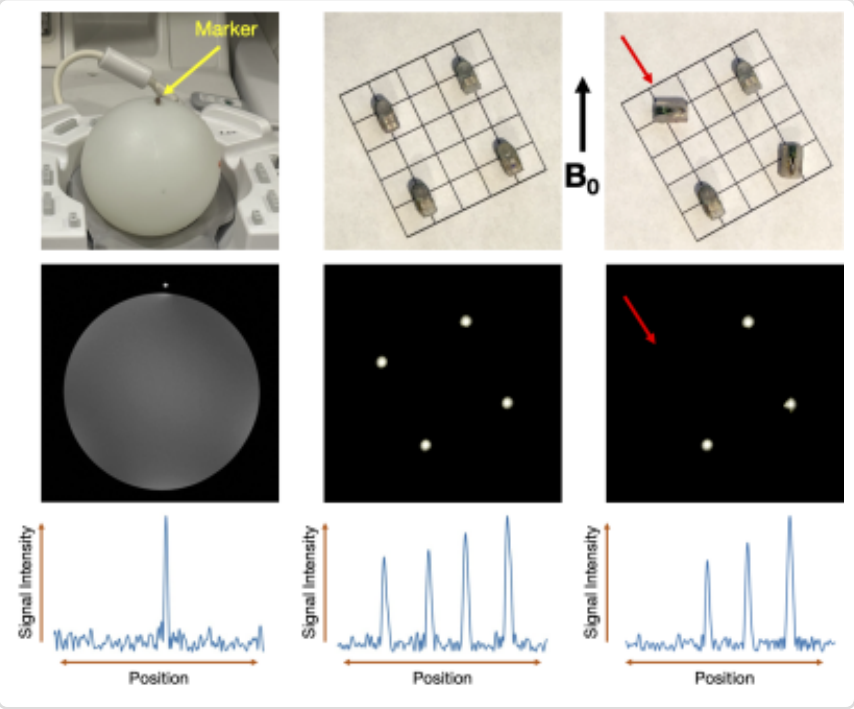 Marker
B0
Signal Intensity
Position
Signal Intensity
Position
Signal Intensity
Position